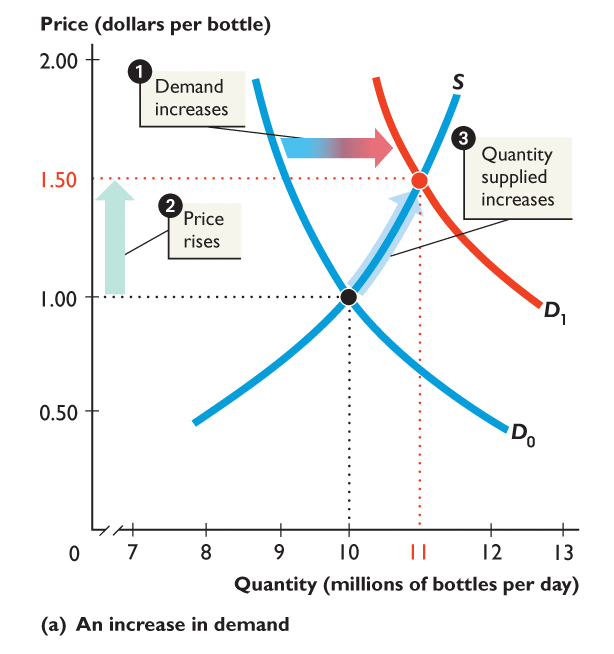 Price (dollars per bottle)
2.00
1
Demand
increases
S
3
Quantity
supplied
increases
1.50
2
Price
rises
1.00
D1
0.50
D0
0
7
8
9
10
11
12
13
Quantity (millions of bottles per day)
(a) An increase in demand